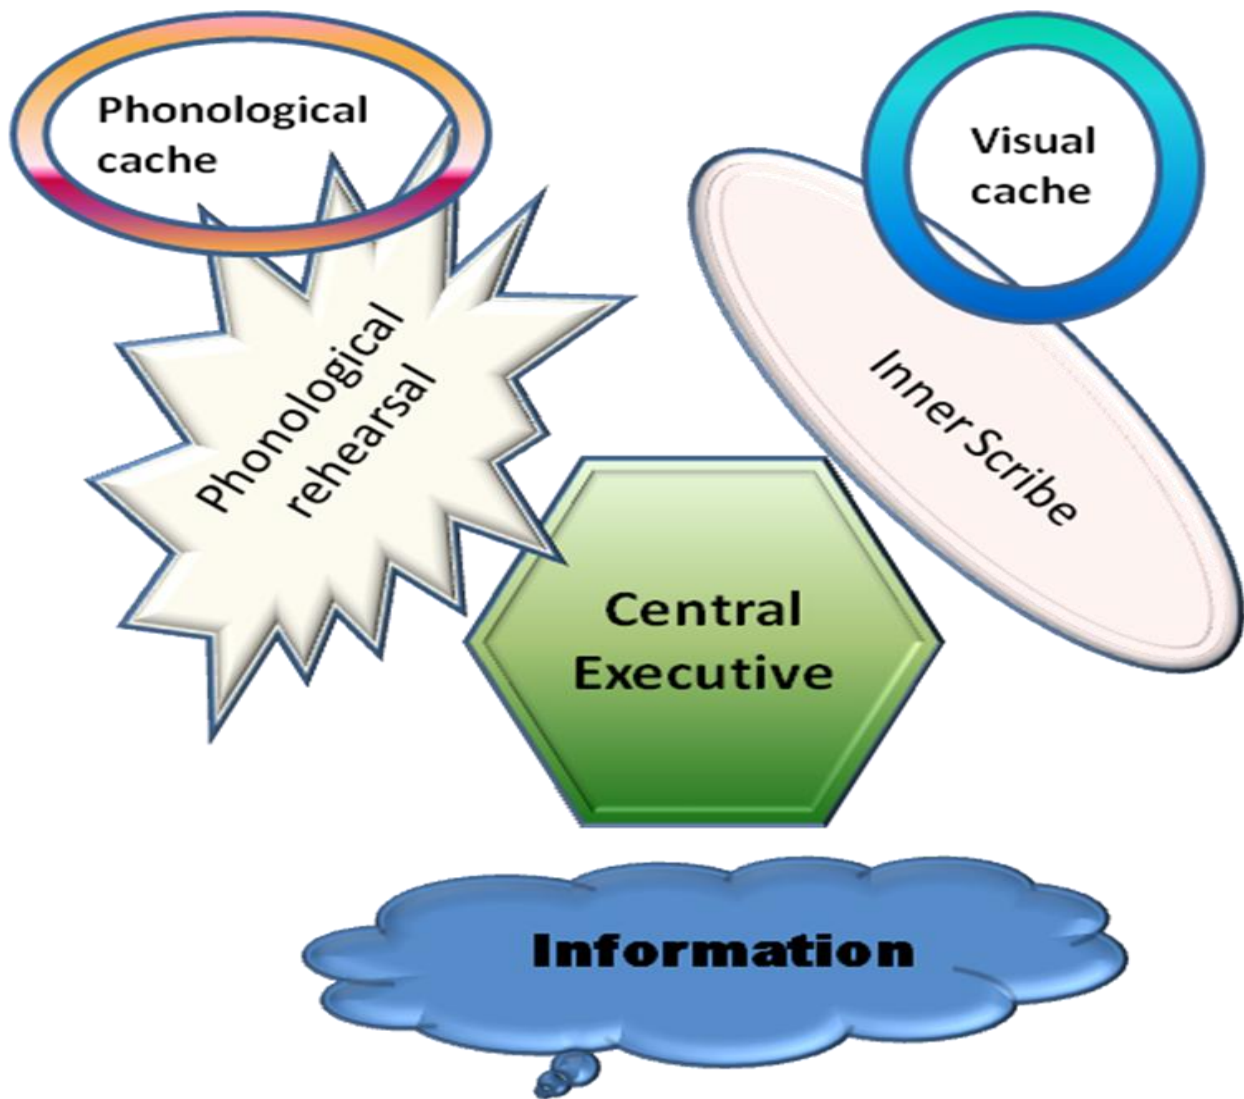 Phonological
cache
Visual
cache
Phonological
rehearsal
Inner Scribe
Central
Executive
Information